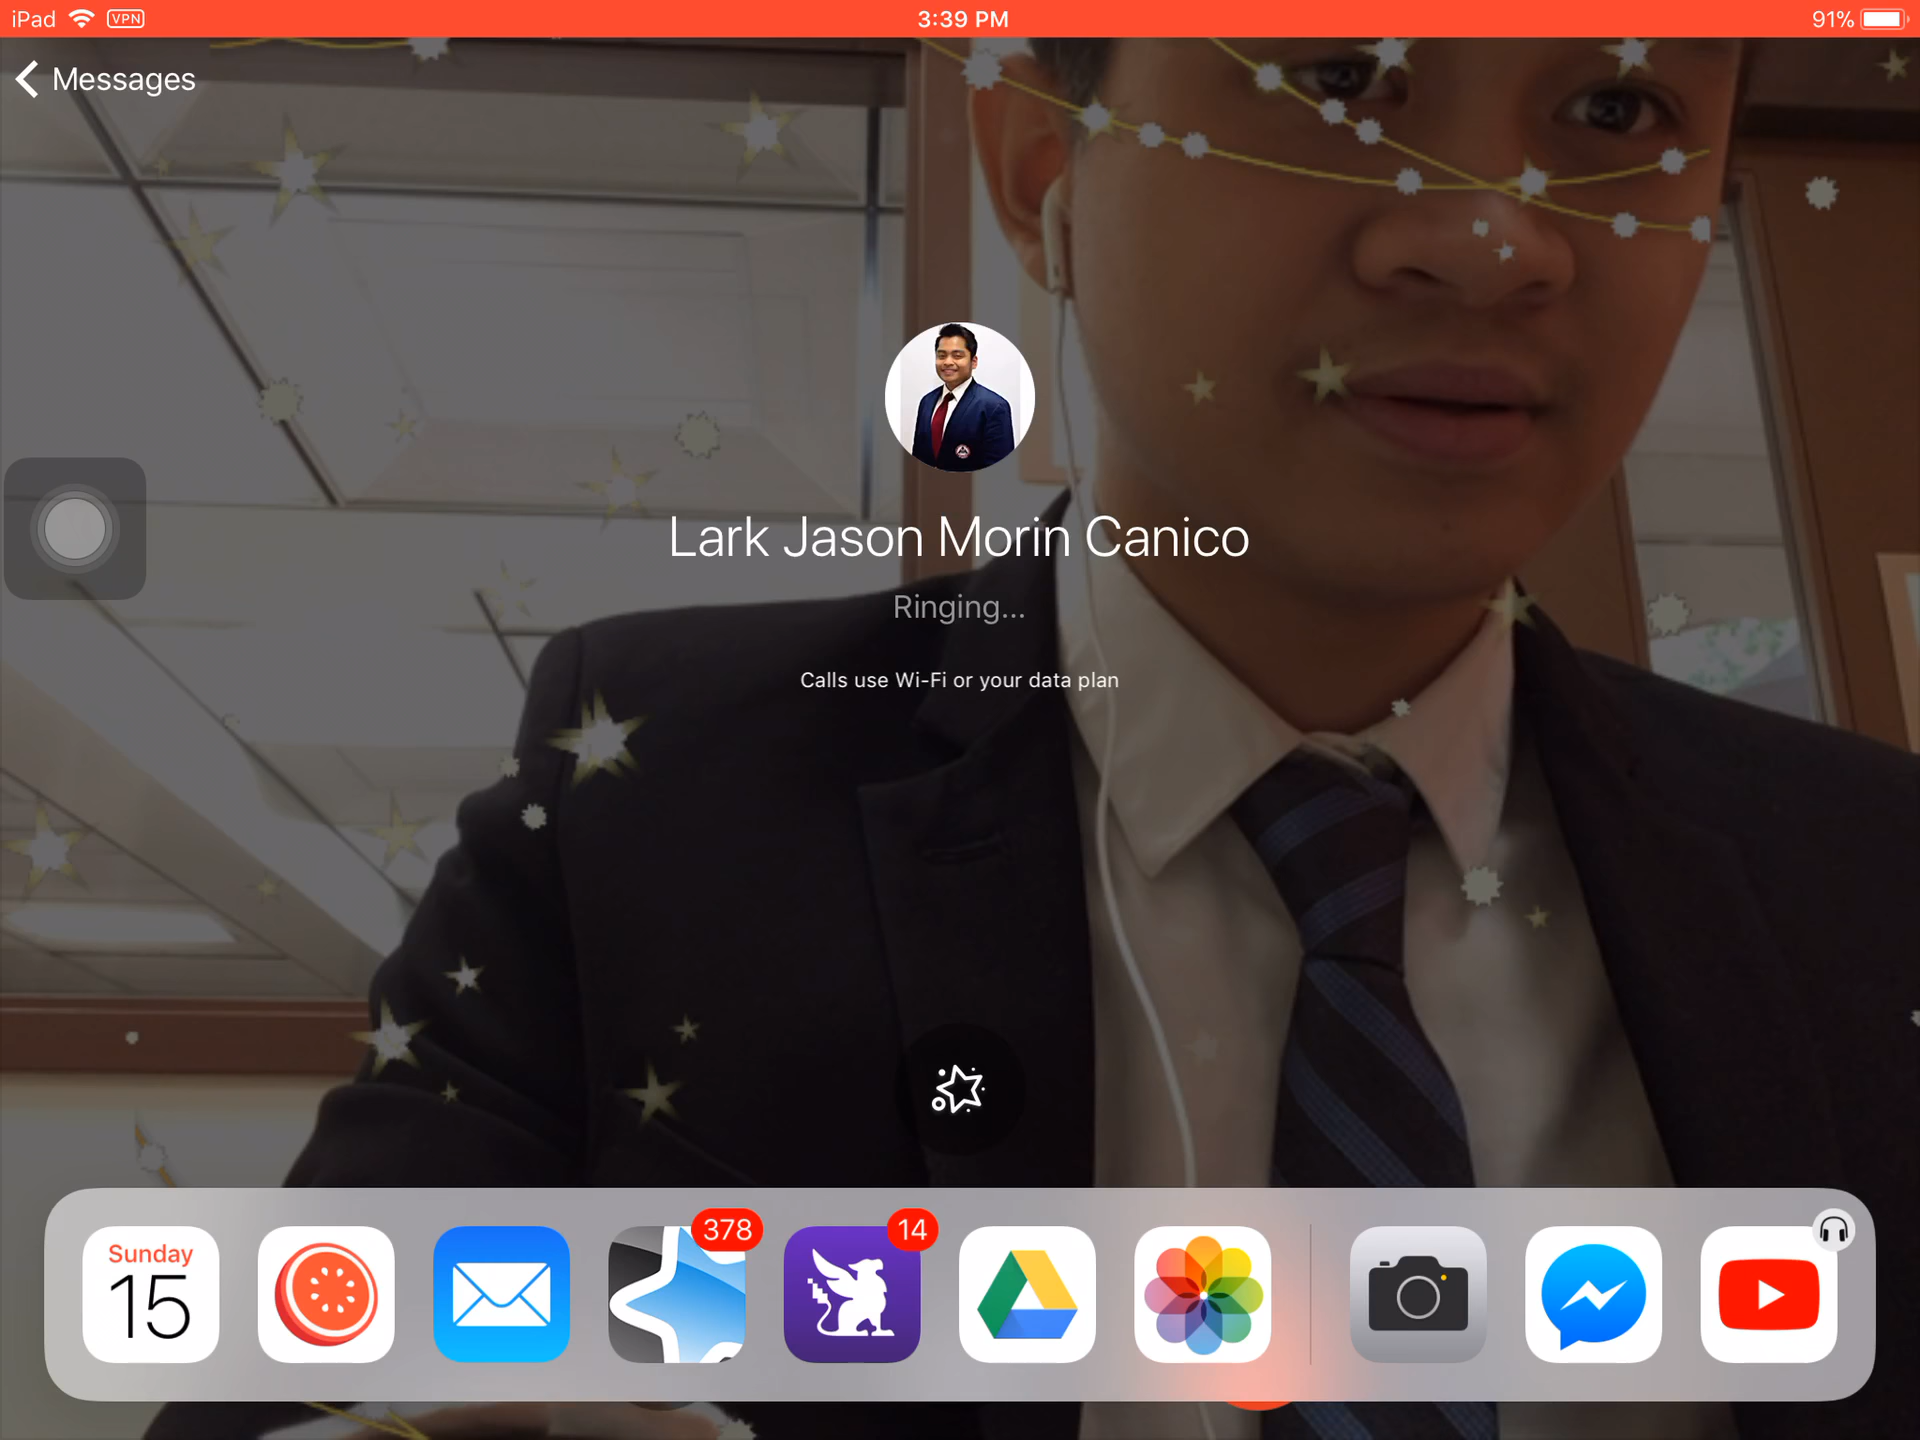 iPad VPN 3:39 PM 91%
Messages
Lark Jason Morin Canico
Ringing...
Calls use Wi-Fi or your data plan
378 14
Sunday
15